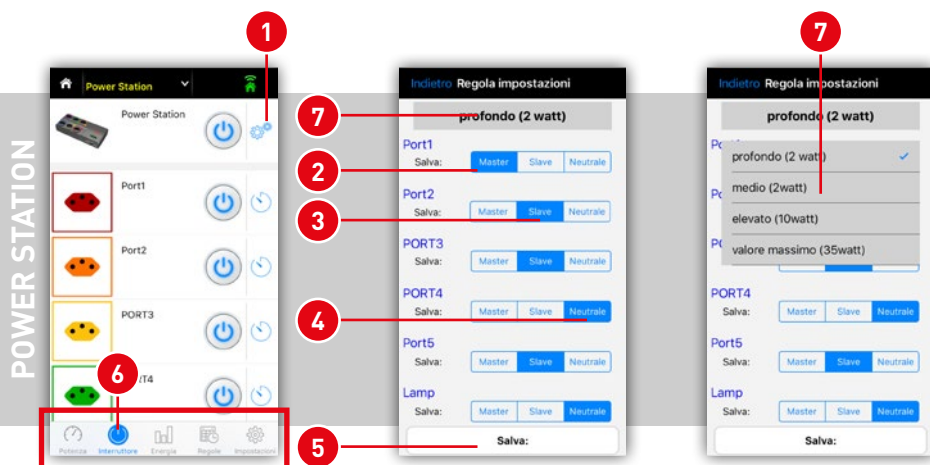 POWER STATION
1
Power Station
Power Station
Port1
Port2
PORT3
6
Potenza Interruttore Energia Regole Impostazioni
Indietro Regola impostazioni
7
profondo (2 watt)
Port1
2
Salva: Master Slave Neutrale
Port2
3
Salva: Master Slave Neutrale
PORT3
Salva: Master Slave Neutrale
PORT4
4
Salva: Master Slave Neutrale
Port5
Salva: Master Slave Neutrale
Lamp
Salva: Master Slave Neutrale
5
Salva:
7
Indietro Regola impostazioni
profondo (2 watt)
profondo (2 watt)
medio (2watt)
elevato (10watt)
valore massimo (35watt)
PORT4
Salva: Master Slave Neutrale
Port5
Salva: Master Slave Neutrale
Lamp
Salva: Master Slave Neutrale
Salva: